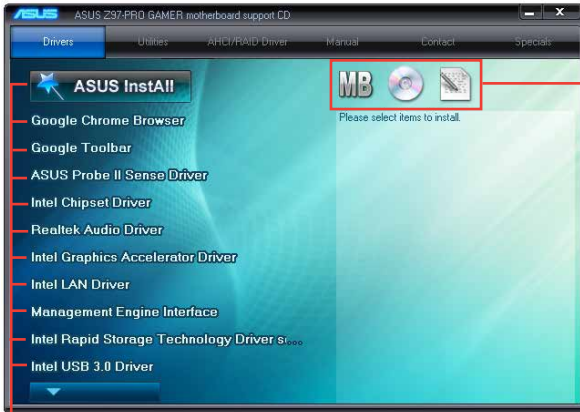 ASUS ASUS Z97-PRO GAMER motherboard support CD
Drivers Utilities AHCI/RAID Driver Manual Contact Specials
ASUS InstAll
MB
Please select items to install.
Google Chrome Browser
Google Toolbar
ASUS Probe II Sense Driver
Intel Chipset Driver
Realtek Audio Driver
Intel Graphics Accelerator Driver
Intel LAN Driver
Management Engine Interface
Intel Rapid Storage Technology Driver s...
Intel USB 3.0 Driver